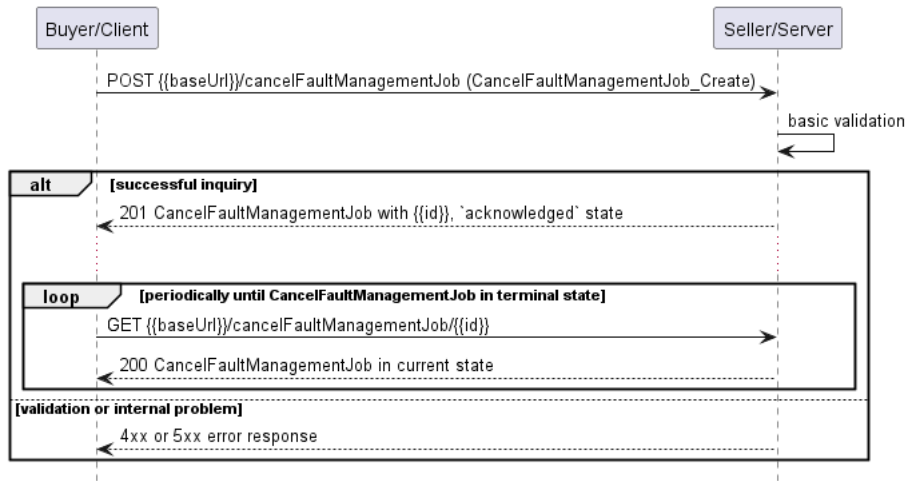 Buyer/Client
Seller/Server
POST {{baseUrl}}/cancelFaultManagementJob (CancelFaultManagementJob_Create)
basic validation
alt [successful inquiry]
201 CancelFaultManagementJob with {{id}}, `acknowledged` state
loop [periodically until CancelFaultManagementJob in terminal state]
GET {{baseUrl}}/cancelFaultManagementJob/{{id}}
200 CancelFaultManagementJob in current state
[validation or internal problem]
4xx or 5xx error response